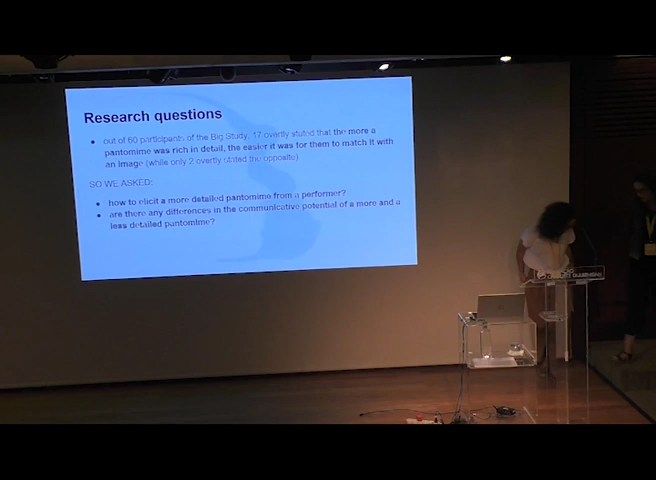 Research questions
● out of 60 participants of the Big Study, 17 overtly stated that the more a
pantomime was rich in detail, the easier it was for them to match it with
an image (while only 2 overtly stated the opposite)
SO WE ASKED:
● how to elicit a more detailed pantomime from a performer?
● are there any differences in the communicative potential of a more and a
less detailed pantomime?